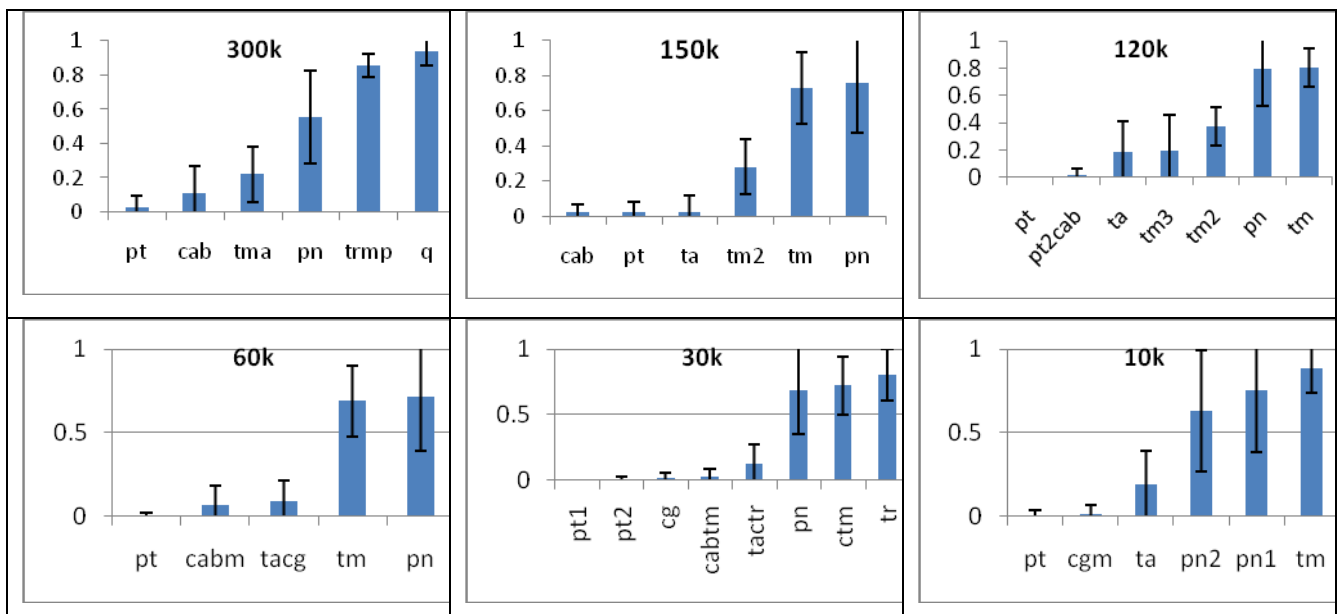 300k
1
0.8
0.6
0.4
0.2
0
pt cab tma pn trmp q
150k
1
0.8
0.6
0.4
0.2
0
cab pt ta tm2 tm pn
120k
1
0.8
0.6
0.4
0.2
0
pt pt2cab ta tm3 tm2 pn tm
60k
1
0.5
0
pt cabm tacg tm pn
30k
1
0.5
0
pt1 pt2 cg cabtm tactr pn ctm tr
10k
1
0.5
0
pt cgm ta pn2 pn1 tm